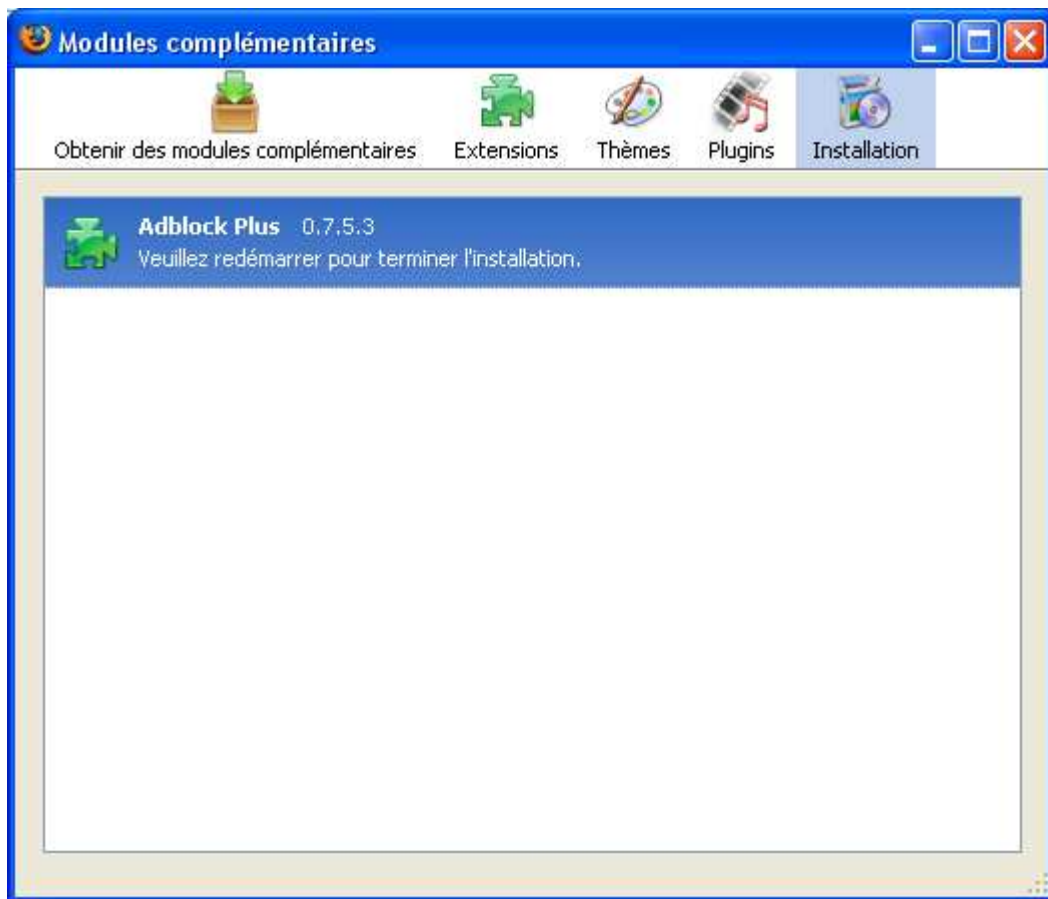 Modules complémentaires
Obtenir des modules complémentaires Extensions Thèmes Plugins Installation
Adblock Plus 0.7.5.3
Veuillez redémarrer pour terminer l'installation.